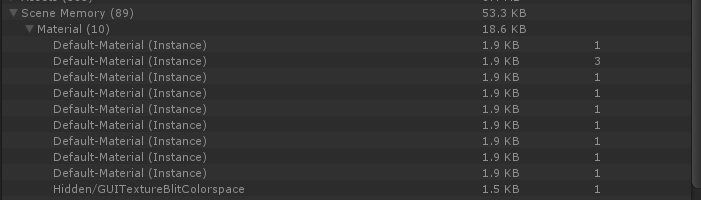 Scene Memory (89) 53.3 KB
Material (10) 18.6 KB
Default-Material (Instance) 1.9 KB 1
Default-Material (Instance) 1.9 KB 3
Default-Material (Instance) 1.9 KB 1
Default-Material (Instance) 1.9 KB 1
Default-Material (Instance) 1.9 KB 1
Default-Material (Instance) 1.9 KB 1
Default-Material (Instance) 1.9 KB 1
Default-Material (Instance) 1.9 KB 1
Default-Material (Instance) 1.9 KB 1
Hidden/GUITextureBlitColorspace 1.5 KB 1